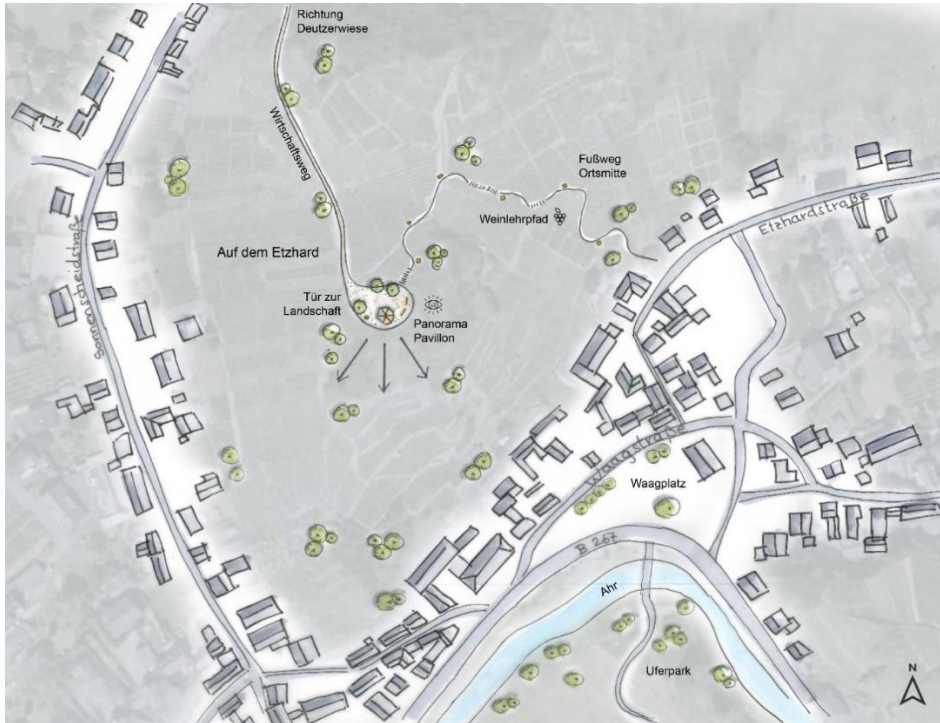 Richtung
Deutzerwiese
Wirtschaftsweg
Fußweg
Ortsmitte
Weinlehrpfad
Etzhardstraße
Sonnenscheidstraße
Auf dem Etzhard
Tür zur
Landschaft
Panorama
Pavillon
Waagstraße
Waagplatz
B 267
Ahr
Uferpark
N